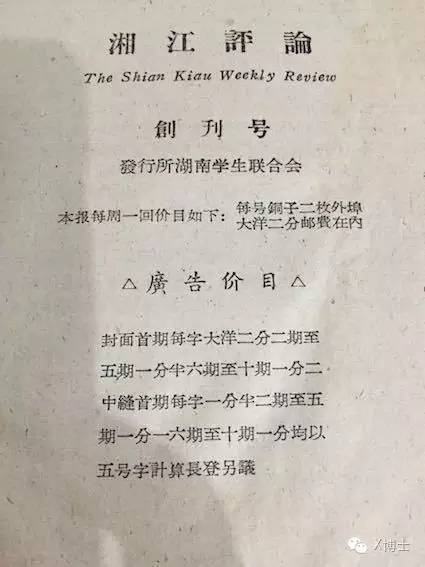 湘江評論
The Shian Kiau Weekly Review
創刊号
發行所湖南学生联合会
本报每周一回价目如下：每号銅子二枚外埠
大洋二分邮費在內
△廣告价目△
封面首期每字大洋二分二期至
五期一分半六期至十期一分二
中縫首期每字一分半二期至五
期一分一六期至十期一分均以
五号字計算長登另議
X博士